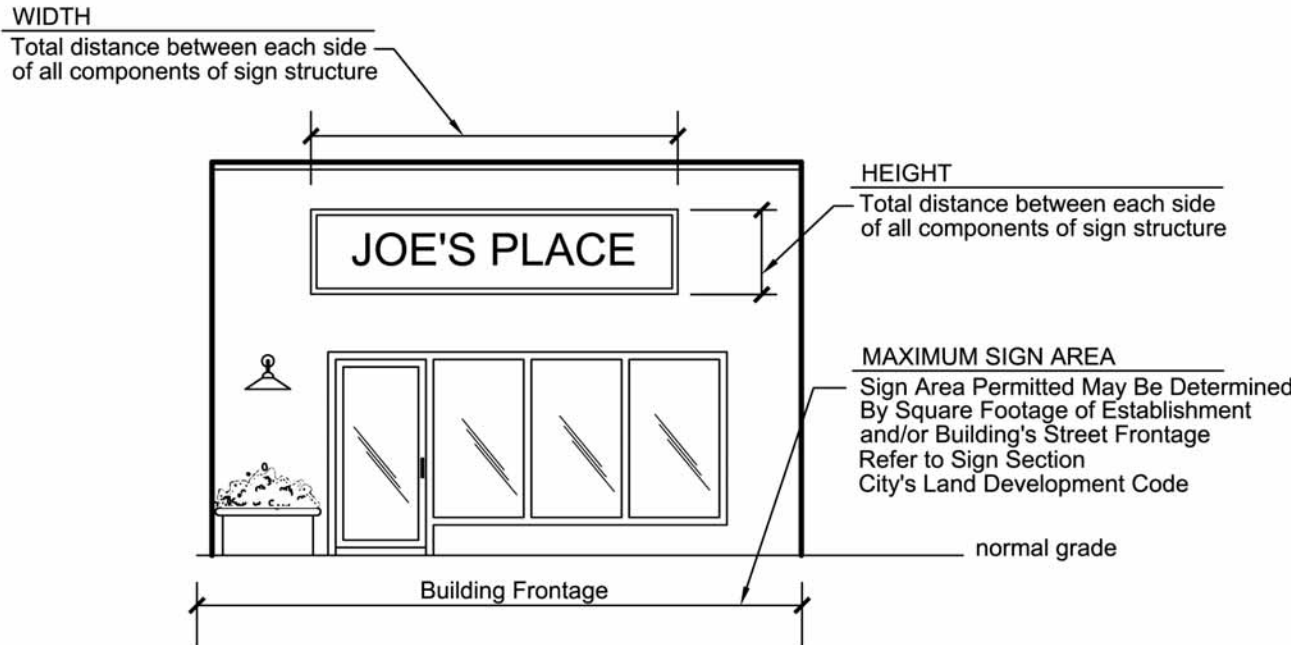 WIDTH
Total distance between each side
of all components of sign structure
JOE'S PLACE
HEIGHT
Total distance between each side
of all components of sign structure
MAXIMUM SIGN AREA
Sign Area Permitted May Be Determined
By Square Footage of Establishment
and/or Building's Street Frontage
Refer to Sign Section
City's Land Development Code
normal grade
Building Frontage